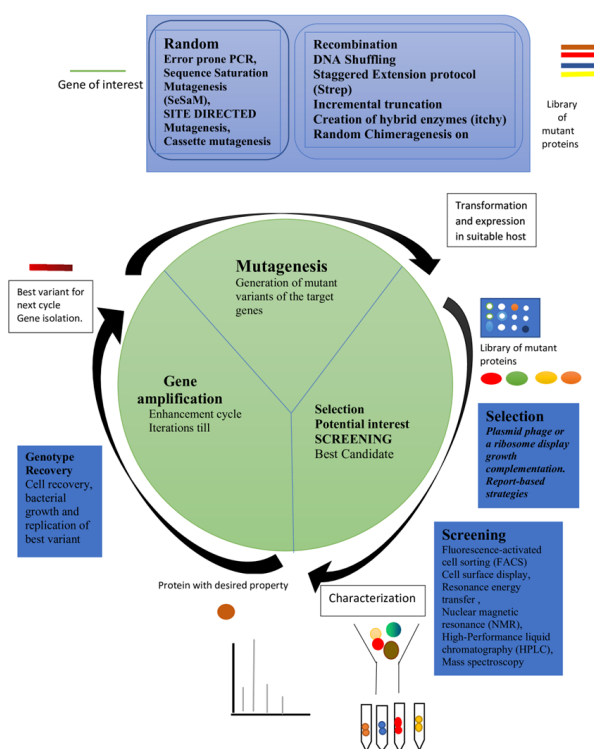 Gene of interest
Random
Error prone PCR,
Sequence Saturation
Mutagenesis
(SeSaM),
SITE DIRECTED
Mutagenesis,
Cassette mutagenesis
Recombination
DNA Shuffling
Staggered Extension protocol
(Strep)
Incremental truncation
Creation of hybrid enzymes (itchy)
Random Chimeragenesis on
Library
of
mutant
proteins
Transformation
and expression
in suitable host
Mutagenesis
Generation of mutant
variants of the target
genes
Best variant for
next cycle
Gene isolation.
Library of mutant
proteins
Gene
amplification
Enhancement cycle
Iterations till
Selection
Potential interest
SCREENING
Best Candidate
Selection
Plasmid phage or
a ribosome display
growth
complementation.
Report-based
strategies
Genotype
Recovery
Cell recovery,
bacterial
growth and
replication of
best variant
Screening
Fluorescence-activated
cell sorting (FACS)
Cell surface display,
Resonance energy
transfer ,
Nuclear magnetic
resonance (NMR),
High-Performance liquid
chromatography (HPLC),
Mass spectroscopy
Protein with desired property
Characterization